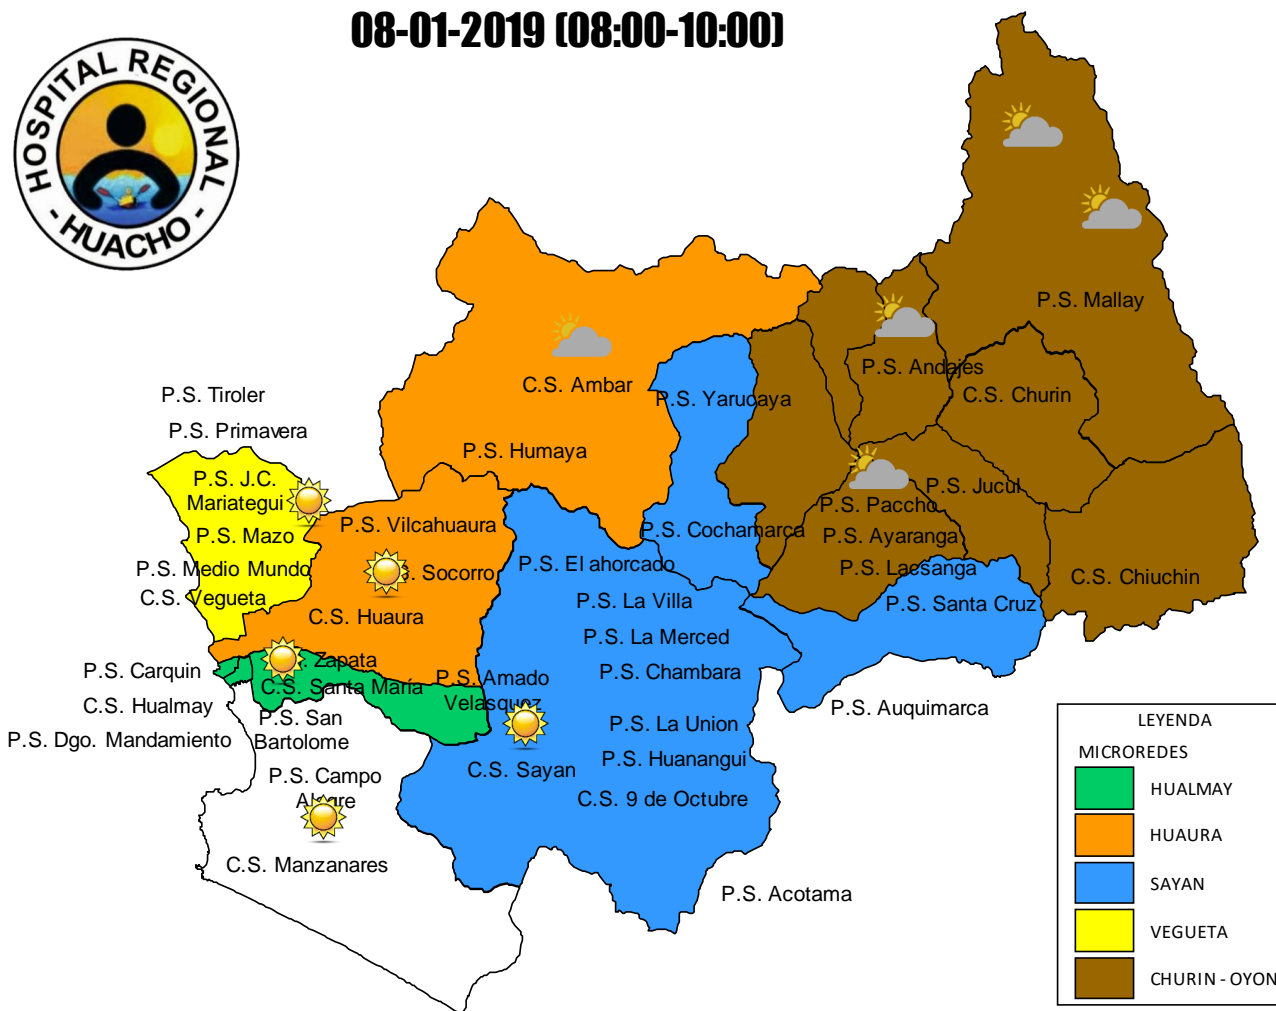 08-01-2019 (08:00-10:00)
HOSPITAL REGIONAL
- HUACHO -
P.S. Mallay
P.S. Andajes
C.S. Ambar
C.S. Churin
P.S. Tiroler
P.S. Yarucaya
P.S. Primavera
P.S. Humaya
P.S. J.C.
Mariategui
P.S. Jucul
P.S. Paccho
P.S. Vilcahuaura
P.S. Mazo
P.S. Cochamarca
P.S. Ayaranga
P.S. Medio Mundo
S. Socorro
P.S. El ahorcado
P.S. Lacsanga
C.S. Chiuchin
C.S. Vegueta
P.S. La Villa
P.S. Santa Cruz
C.S. Huaura
P.S. La Merced
Zapata
P.S. Carquin
P.S. Chambara
C.S. Santa María
P.S. Amado
Velasquez
C.S. Hualmay
P.S. Auquimarca
P.S. San
Bartolome
P.S. La Union
P.S. Dgo. Mandamiento
P.S. Huanangui
C.S. Sayan
P.S. Campo
Alegre
C.S. 9 de Octubre
C.S. Manzanares
P.S. Acotama
LEYENDA
MICROREDES
HUALMAY
HUAURA
SAYAN
VEGUETA
CHURIN - OYON